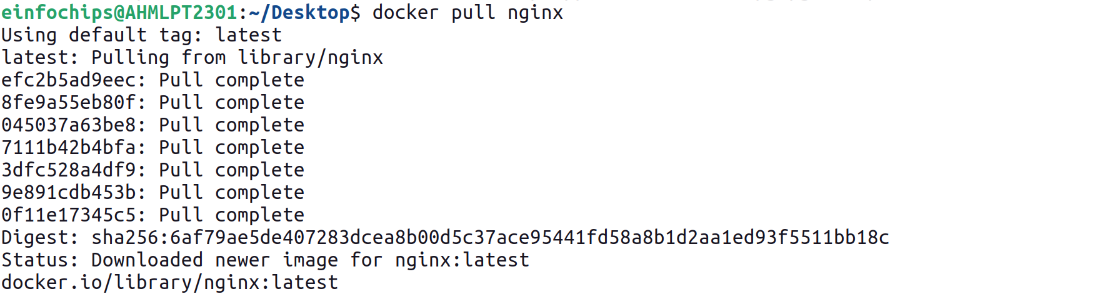 einfochips@AHMLPT2301:~/Desktop$ docker pull nginx
Using default tag: latest
latest: Pulling from library/nginx
efc2b5ad9eec: Pull complete
8fe9a55eb80f: Pull complete
045037a63be8: Pull complete
7111b42b4bfa: Pull complete
3dfc528a4df9: Pull complete
9e891cdb453b: Pull complete
0f11e17345c5: Pull complete
Digest: sha256:6af79ae5de407283dcea8b00d5c37ace95441fd58a8b1d2aa1ed93f5511bb18c
Status: Downloaded newer image for nginx:latest
docker.io/library/nginx:latest